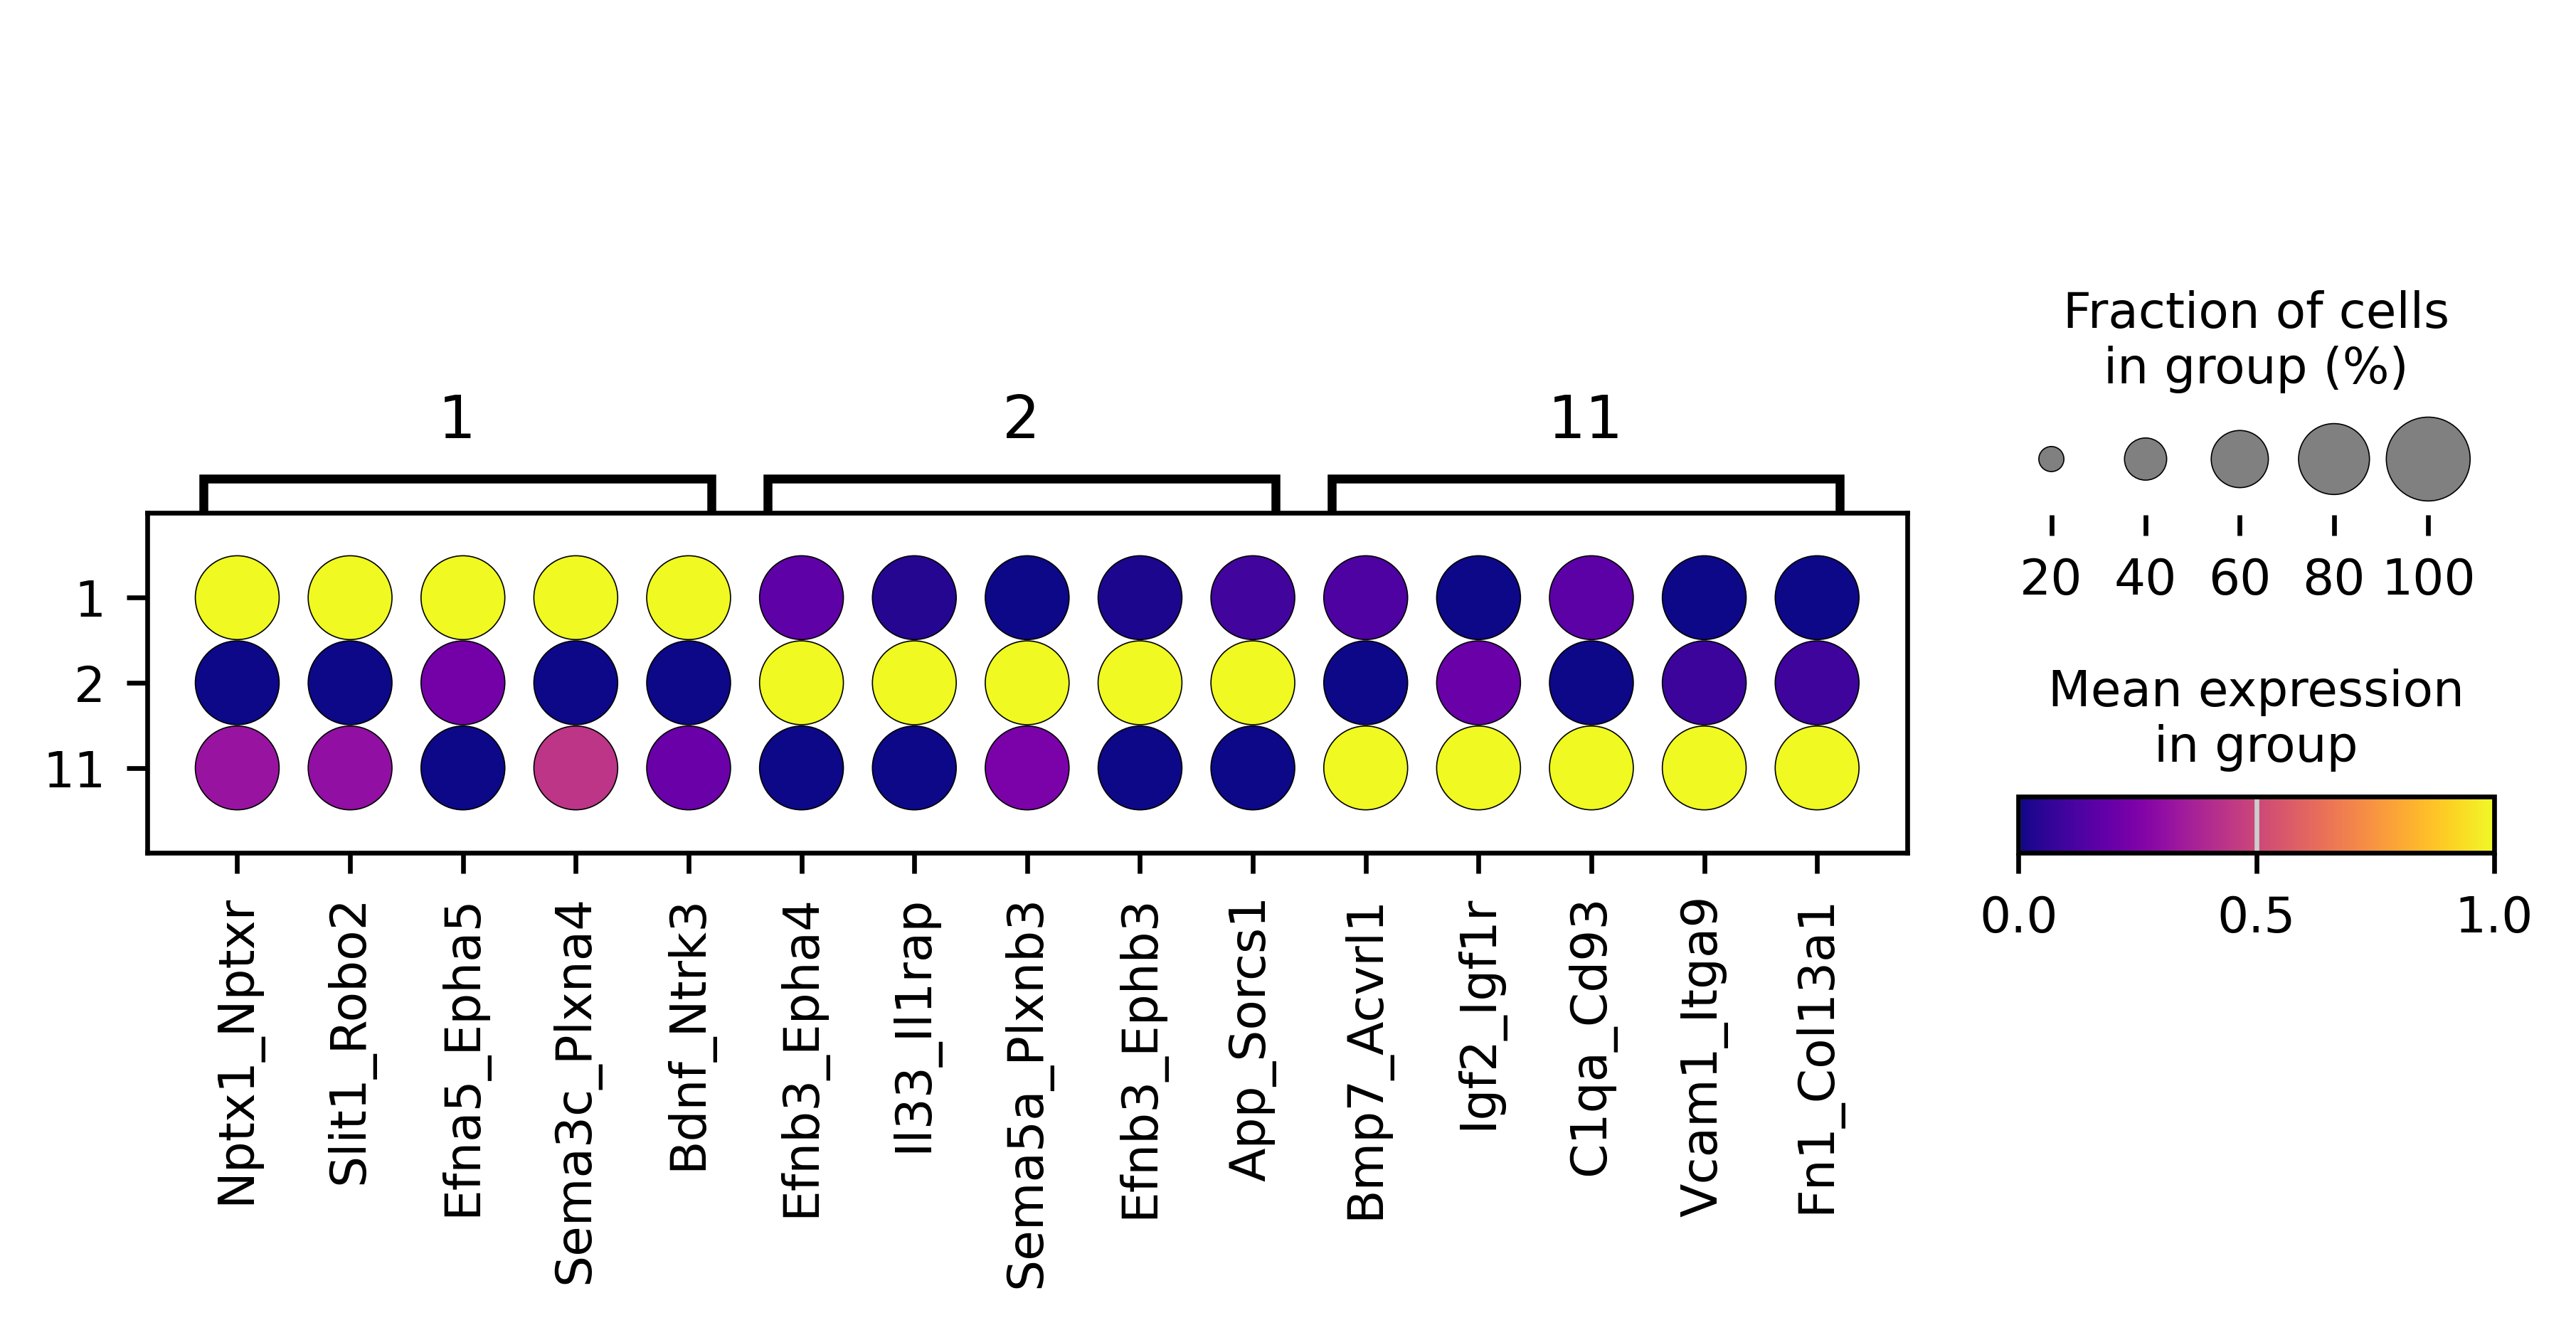 Fraction of cells
in group (%)
1
2
11
20 40 60 80 100
1
2
11
Mean expression
in group
0.0 0.5 1.0
Nptx1_Nptxr
Slit1_Robo2
Efna5_Epha5
Sema3c_Plxna4
Bdnf_Ntrk3
Efnb3_Epha4
Il33_Il1rap
Sema5a_Plxnb3
Efnb3_Ephb3
App_Sorcs1
Bmp7_Acvrl1
Igf2_Igf1r
C1qa_Cd93
Vcam1_Itga9
Fn1_Col13a1